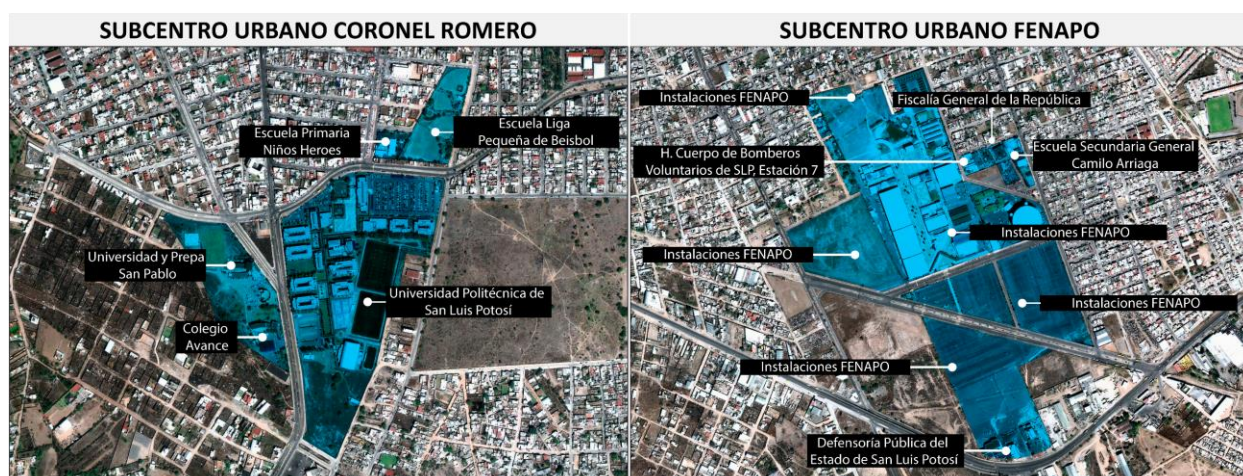 SUBCENTRO URBANO CORONEL ROMERO
Escuela Primaria
Niños Heroes
Escuela Liga
Pequeña de Beisbol
Universidad y Prepa
San Pablo
Universidad Politécnica de
San Luis Potosí
Colegio
Avance
SUBCENTRO URBANO FENAPO
Instalaciones FENAPO
Fiscalía General de la República
H. Cuerpo de Bomberos
Voluntarios de SLP, Estación 7
Escuela Secundaria General
Camilo Arriaga
Instalaciones FENAPO
Instalaciones FENAPO
Instalaciones FENAPO
Instalaciones FENAPO
Defensoría Pública del
Estado de San Luis Potosí